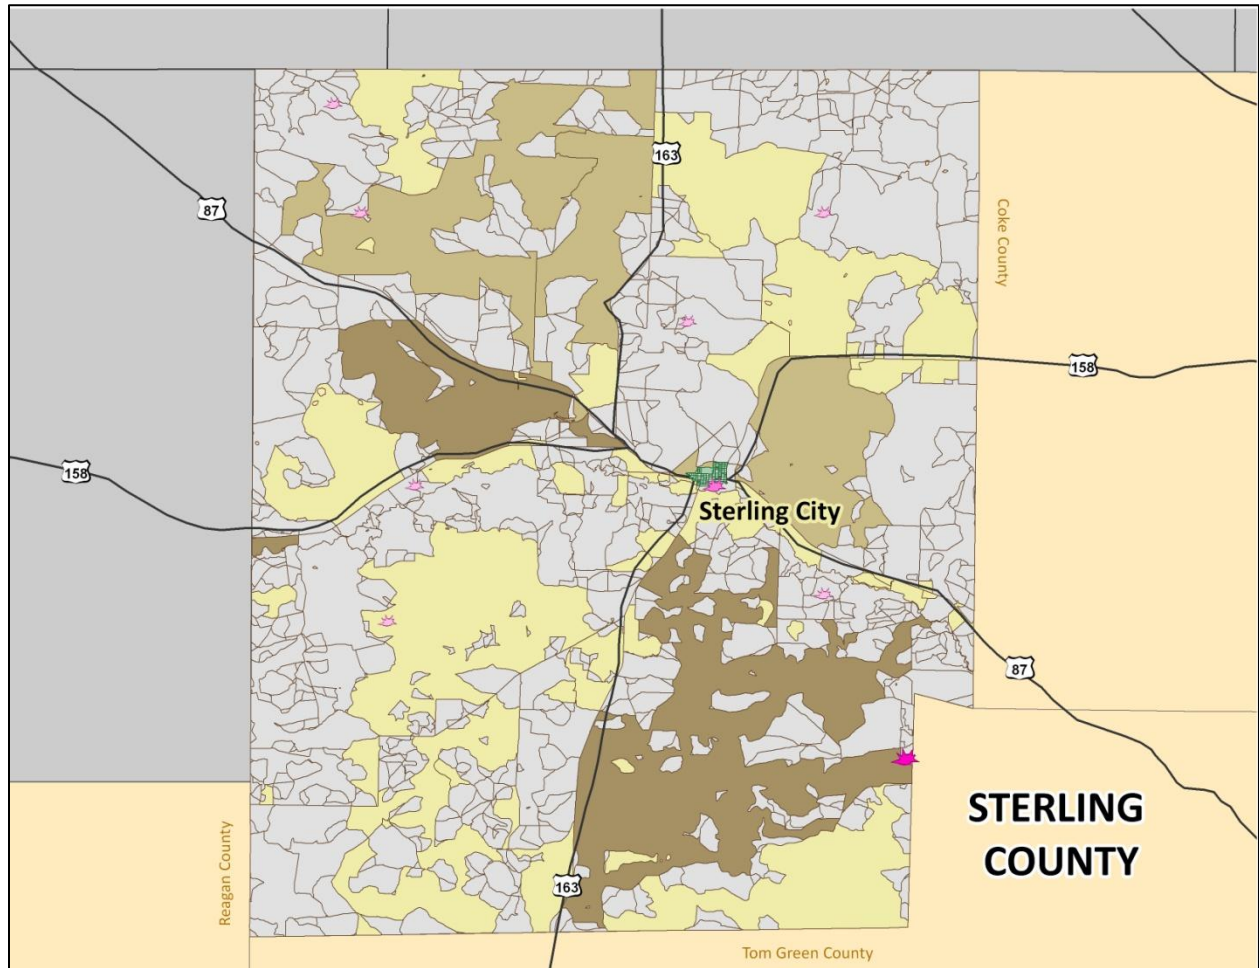 163
87
Coke County
158
158
Sterling City
87
STERLING
COUNTY
Reagan County
163
Tom Green County